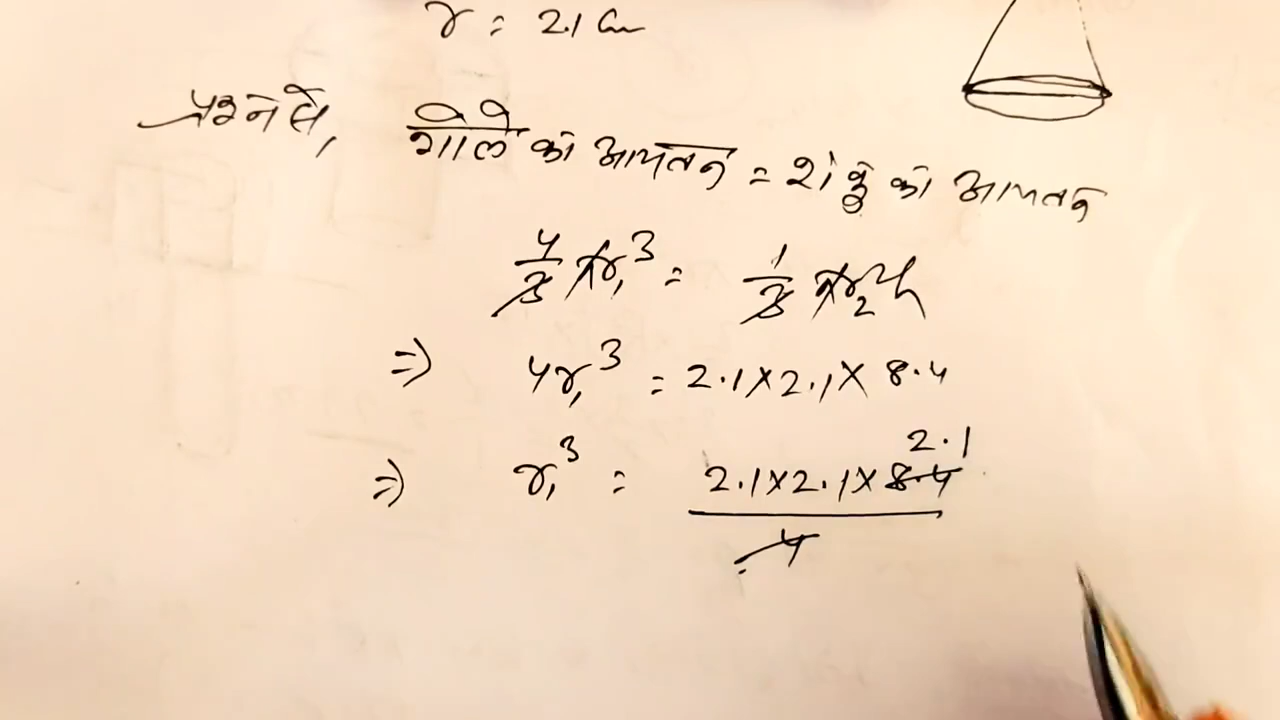 r = 2.1 cm
प्रश्न से, गोले का आयतन = शंकु का आयतन
4/3 πr₁³ = 1/3 πr₂²h
⇒ 4r₁³ = 2.1×2.1×8.4
2.1
⇒ r₁³ = 2.1×2.1×8.4
4